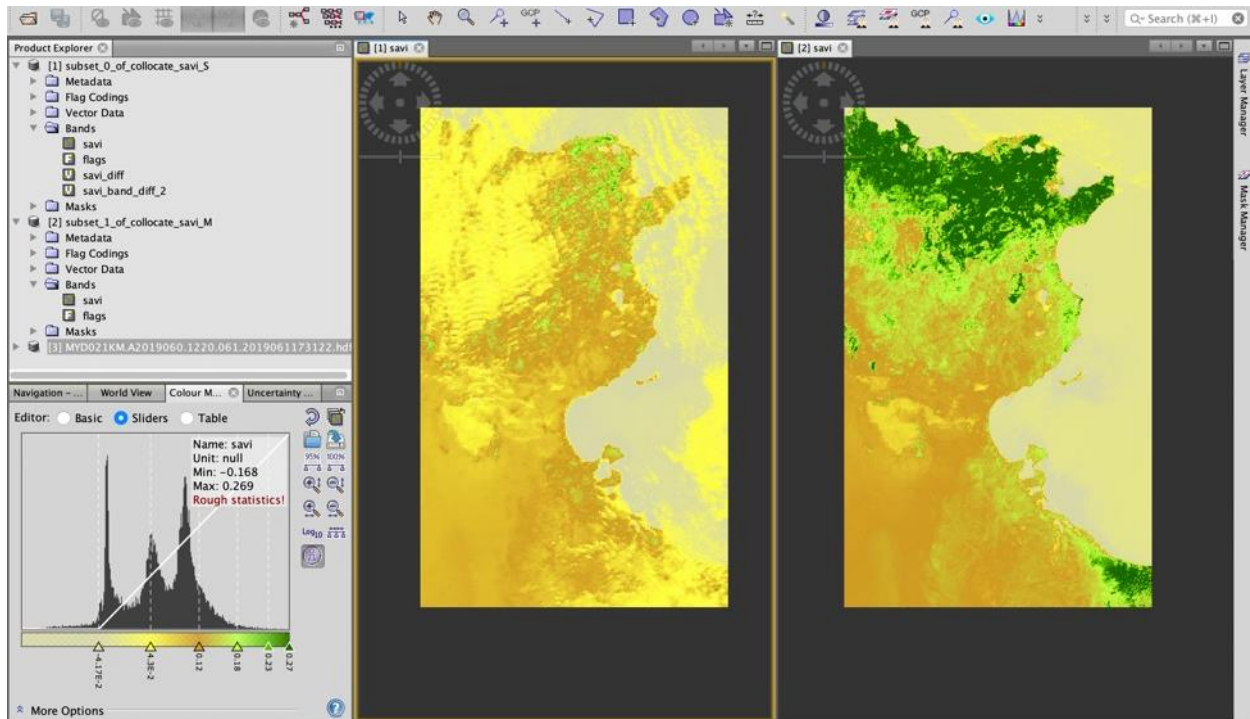 GCP
GCP
Search (⌘+I)
Product Explorer
[1] savi
[2] savi
[1] subset_0_of_collocate_savi_S
Metadata
Flag Codings
Vector Data
Bands
savi
flags
savi_diff
savi_band_diff_2
Masks
[2] subset_1_of_collocate_savi_M
Metadata
Flag Codings
Vector Data
Bands
savi
flags
Masks
[3] MYD021KM.A2019060.1220.061.2019061173122.hdf
Layer Manager
Mask Manager
Navigation – ...
World View
Colour M...
Uncertainty ...
Editor: Basic Sliders Table
Name: savi
Unit: null
Min: -0.168
Max: 0.269
Rough statistics!
95% 100%
Log10
-4.17E-2
4.3E-2
0.12
0.18
0.23
0.27
More Options